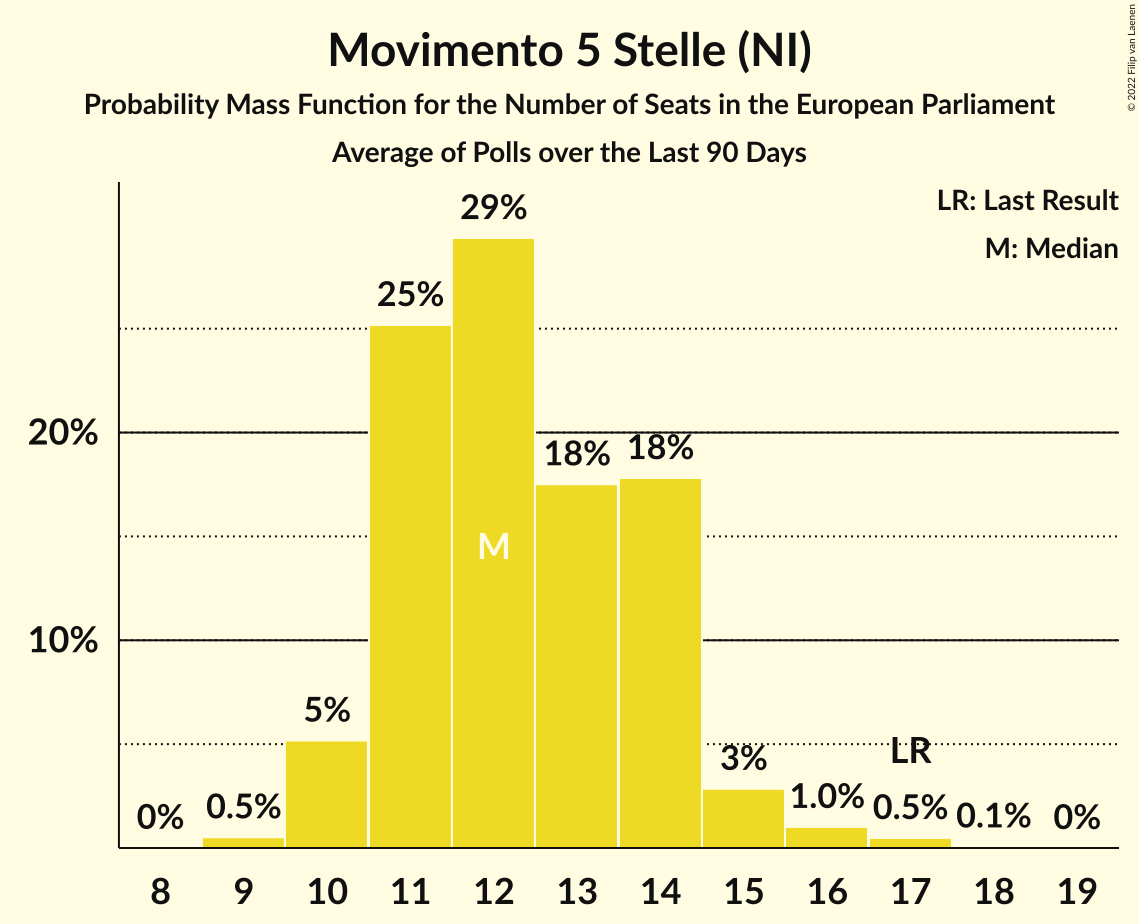 Movimento 5 Stelle (NI)
Probability Mass Function for the Number of Seats in the European Parliament
Average of Polls over the Last 90 Days
© 2022 Filip van Laenen
LR: Last Result
M: Median
29%
25%
20%
18% 18%
M
10%
5%
3%
LR
0% 0.5% 1.0% 0.5% 0.1% 0%
8 9 10 11 12 13 14 15 16 17 18 19